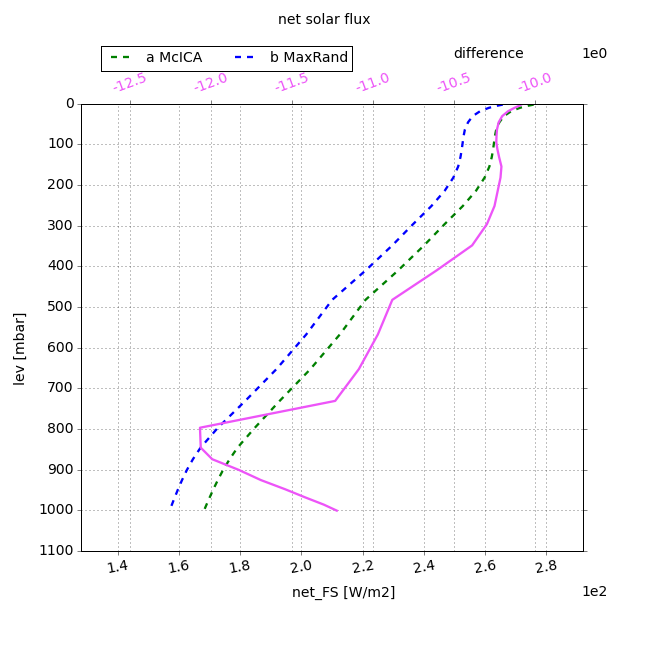 net solar flux
a McICA b MaxRand difference 1e0
-12.5 -12.0 -11.5 -11.0 -10.5 -10.0
0
100
200
300
400
500
600
700
800
900
1000
1100
lev [mbar]
1.4 1.6 1.8 2.0 2.2 2.4 2.6 2.8
net_FS [W/m2] 1e2